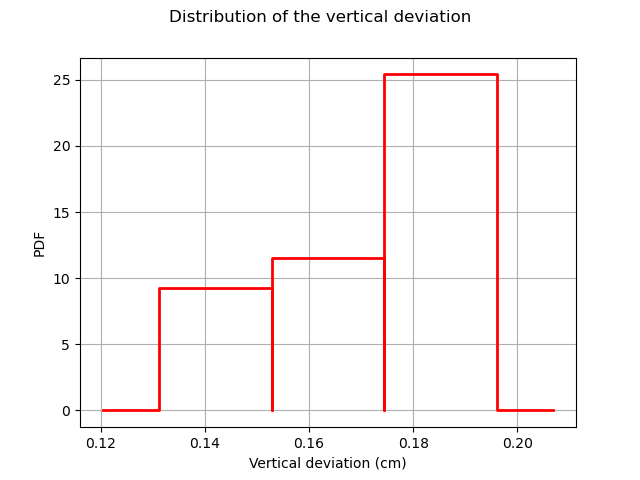 Distribution of the vertical deviation
25
20
15
10
5
0
PDF
0.12 0.14 0.16 0.18 0.20
Vertical deviation (cm)